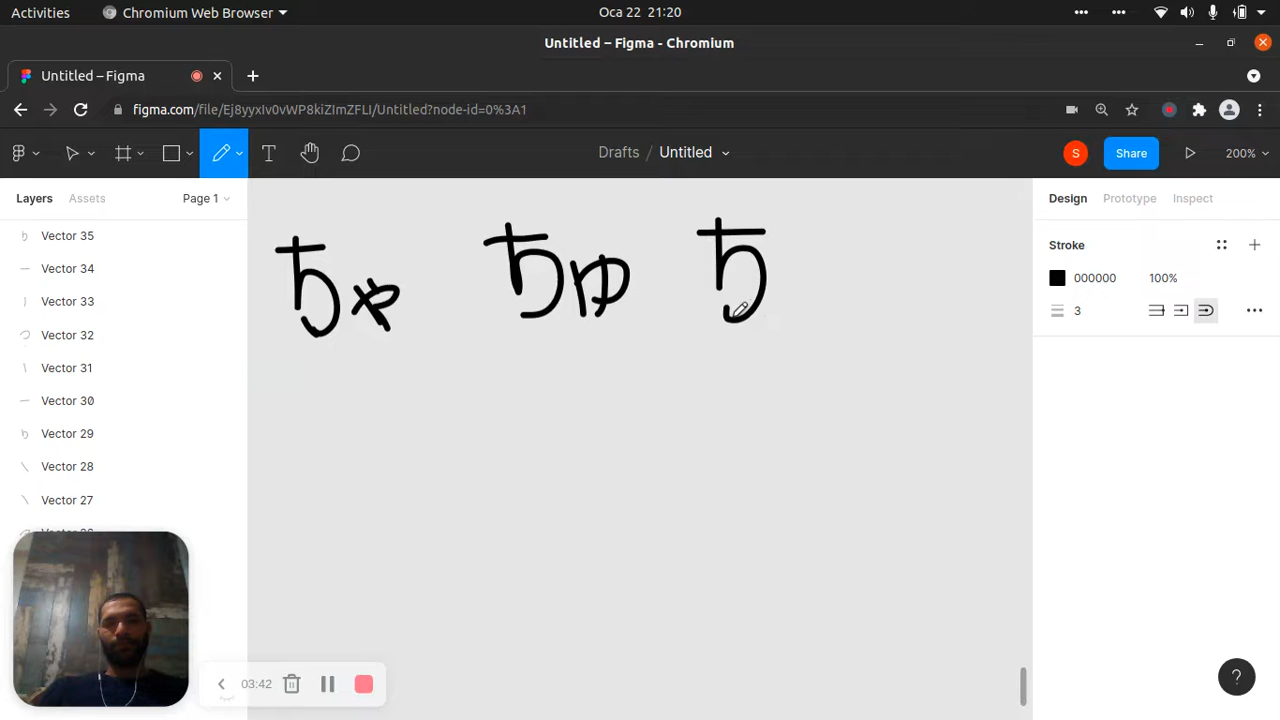 Activities Chromium Web Browser Oca 22 21:20
Untitled – Figma - Chromium
Untitled – Figma
figma.com/file/Ej8yyxIv0vWP8kiZImZFLI/Untitled?node-id=0%3A1
Drafts / Untitled S Share 200%
Layers Assets Page 1
Design Prototype Inspect
Vector 35
Vector 34
Vector 33
Vector 32
Vector 31
Vector 30
Vector 29
Vector 28
Vector 27
Stroke
000000 100%
3
ちゃ ちゅ ち
03:42
?